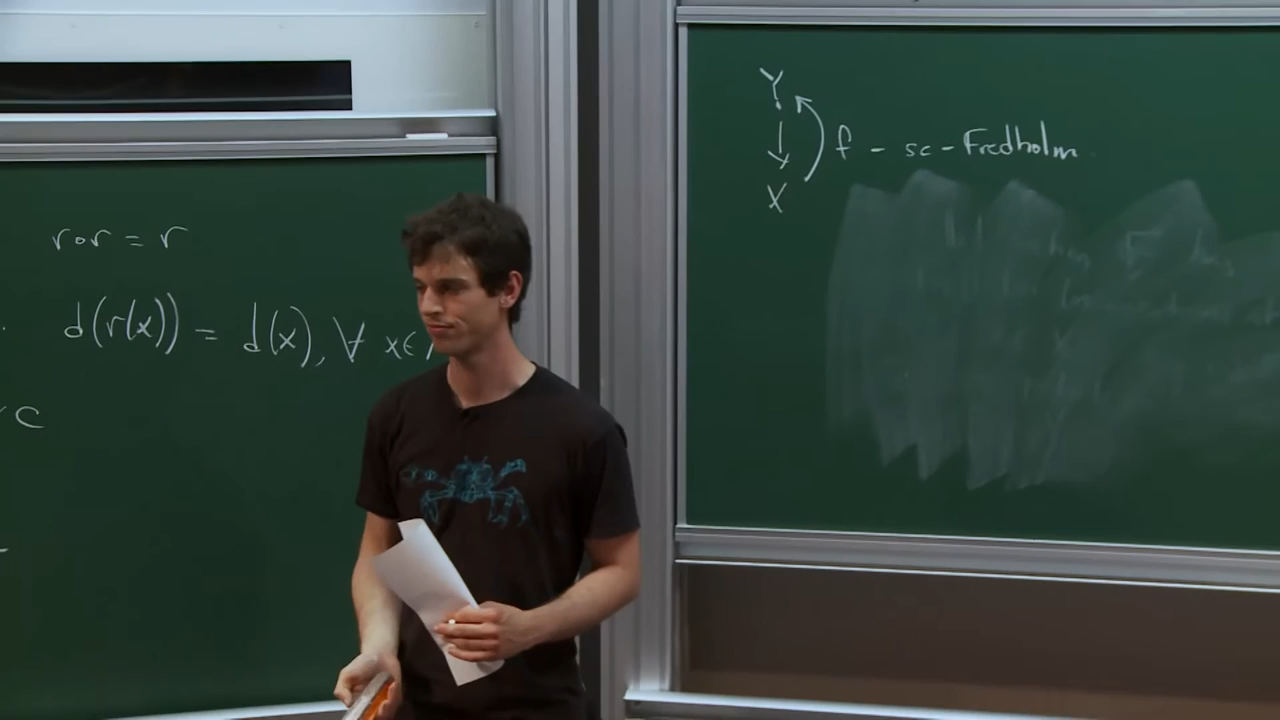 r∘r = r
d(r(x)) = d(x), ∀ x∈
C
Y
↓
X
f - sc-Fredholm